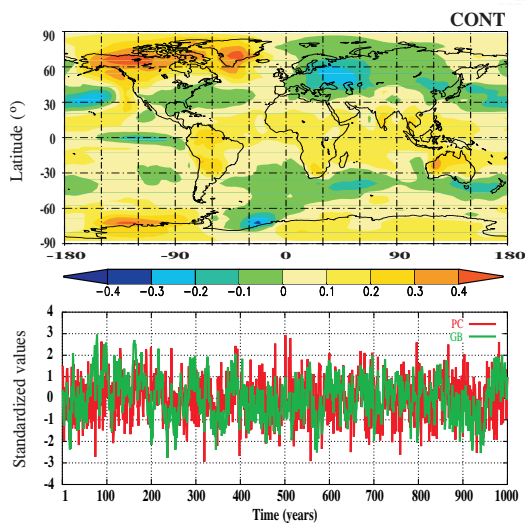 CONT
90
60
30
0
-30
-60
-90
Latitude (°)
-180 -90 0 90 180
-0.4 -0.3 -0.2 -0.1 0 0.1 0.2 0.3 0.4
4
3
2
1
0
-1
-2
-3
-4
Standardized values
PC
GB
1 100 200 300 400 500 600 700 800 900 1000
Time (years)